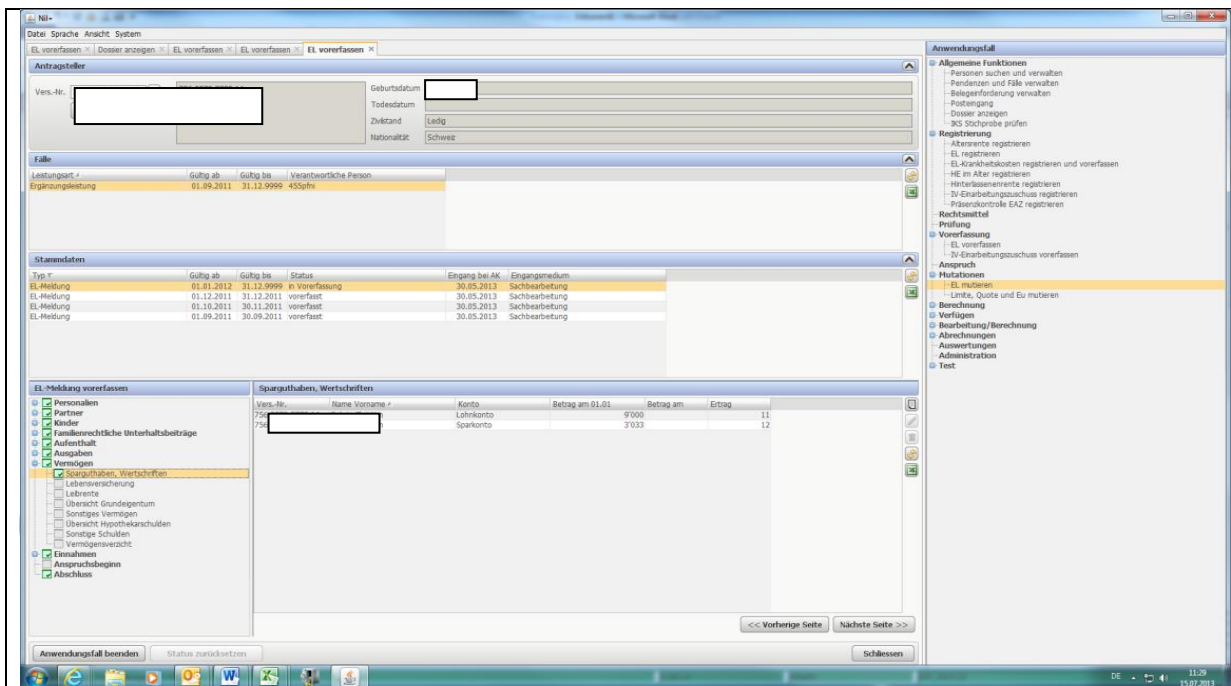 Nil+
Datei Sprache Ansicht System
EL vorerfassen × Dossier anzeigen × EL vorerfassen × EL vorerfassen × EL vorerfassen ×
Antragsteller
Vers.-Nr.
Geburtsdatum
Todesdatum
Zivilstand Ledig
Nationalität Schweiz
Fälle
Leistungsart Gültig ab Gültig bis Verantwortliche Person
Ergänzungsleistung 01.09.2011 31.12.9999 455pfni
Stammdaten
Typ Gültig ab Gültig bis Status Eingang bei AK Eingangsmedium
EL-Meldung 01.01.2012 31.12.9999 in Vorerfassung 30.05.2013 Sachbearbeitung
EL-Meldung 01.12.2011 31.12.2011 vorerfasst 30.05.2013 Sachbearbeitung
EL-Meldung 01.10.2011 30.11.2011 vorerfasst 30.05.2013 Sachbearbeitung
EL-Meldung 01.09.2011 30.09.2011 vorerfasst 30.05.2013 Sachbearbeitung
EL-Meldung vorerfassen
Personalien
Partner
Kinder
Familienrechtliche Unterhaltsbeiträge
Aufenthalt
Ausgaben
Vermögen
Sparguthaben, Wertschriften
Lebensversicherung
Leibrente
Übersicht Grundeigentum
Sonstiges Vermögen
Übersicht Hypothekarschulden
Sonstige Schulden
Vermögensverzicht
Einnahmen
Anspruchsbeginn
Abschluss
Sparguthaben, Wertschriften
Vers.-Nr. Name Vorname Konto Betrag am 01.01 Betrag am Ertrag
756 Lohnkonto 9'000 11
756 Sparkonto 3'033 12
<< Vorherige Seite Nächste Seite >>
Anwendungsfall beenden Status zurücksetzen Schliessen
Anwendungsfall
Allgemeine Funktionen
Personen suchen und verwalten
Pendenzen und Fälle verwalten
Belegeinforderung verwalten
Posteingang
Dossier anzeigen
IKS Stichprobe prüfen
Registrierung
Altersrente registrieren
EL registrieren
EL-Krankheitskosten registrieren und vorerfassen
HE im Alter registrieren
Hinterlassenenrente registrieren
IV-Einarbeitungszuschuss registrieren
Präsenzkontrolle EAZ registrieren
Rechtsmittel
Prüfung
Vorerfassung
EL vorerfassen
IV-Einarbeitungszuschuss vorerfassen
Anspruch
Mutationen
EL mutieren
Limite, Quote und Eu mutieren
Berechnung
Verfügen
Bearbeitung/Berechnung
Abrechnungen
Auswertungen
Administration
Test
DE 11:29
15.07.2013